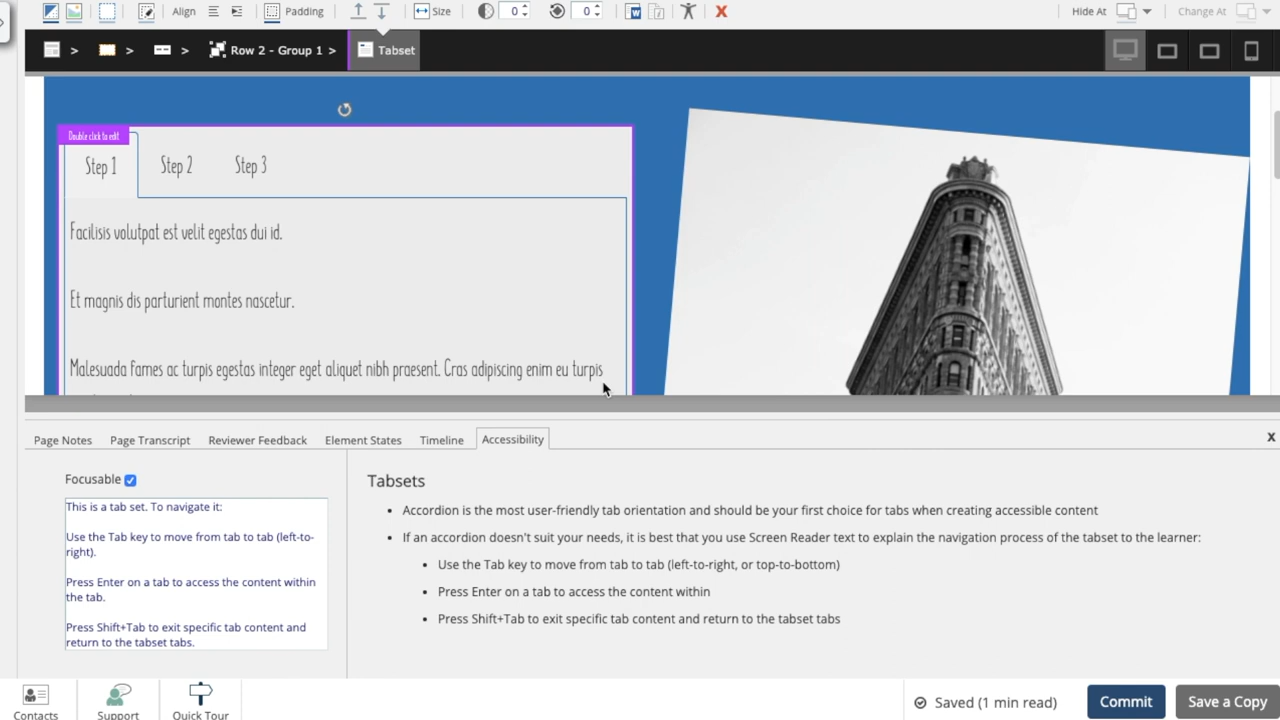 Align Padding Size 0 0 Hide At Change At
> > > Row 2 - Group 1 > Tabset
Double click to edit
Step 1 Step 2 Step 3
Facilisis volutpat est velit egestas dui id.
Et magnis dis parturient montes nascetur.
Malesuada fames ac turpis egestas integer eget aliquet nibh praesent. Cras adipiscing enim eu turpis
Page Notes Page Transcript Reviewer Feedback Element States Timeline Accessibility x
Focusable
This is a tab set. To navigate it:
Use the Tab key to move from tab to tab (left-to-
right).
Press Enter on a tab to access the content within
the tab.
Press Shift+Tab to exit specific tab content and
return to the tabset tabs.
Tabsets
• Accordion is the most user-friendly tab orientation and should be your first choice for tabs when creating accessible content
• If an accordion doesn't suit your needs, it is best that you use Screen Reader text to explain the navigation process of the tabset to the learner:
• Use the Tab key to move from tab to tab (left-to-right, or top-to-bottom)
• Press Enter on a tab to access the content within
• Press Shift+Tab to exit specific tab content and return to the tabset tabs
Contacts Support Quick Tour Saved (1 min read) Commit Save a Copy